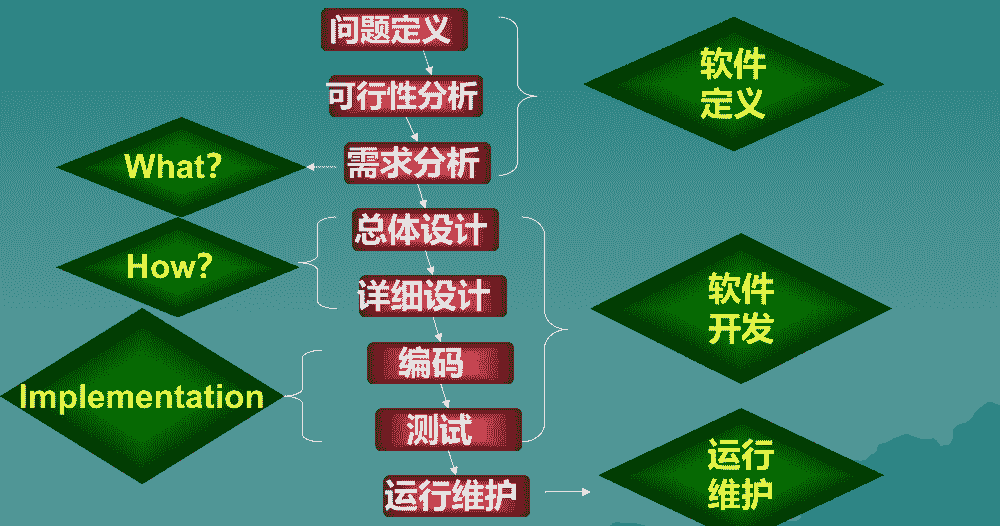 问题定义
可行性分析
需求分析
总体设计
详细设计
编码
测试
运行维护
What?
How?
Implementation
软件
定义
软件
开发
运行
维护